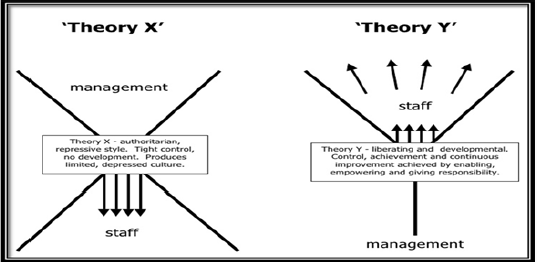 'Theory X'
management
Theory X - authoritarian,
repressive style. Tight control,
no development. Produces
limited, depressed culture.
staff
'Theory Y'
staff
Theory Y - liberating and developmental.
Control, achievement and continuous
improvement achieved by enabling,
empowering and giving responsibility.
management